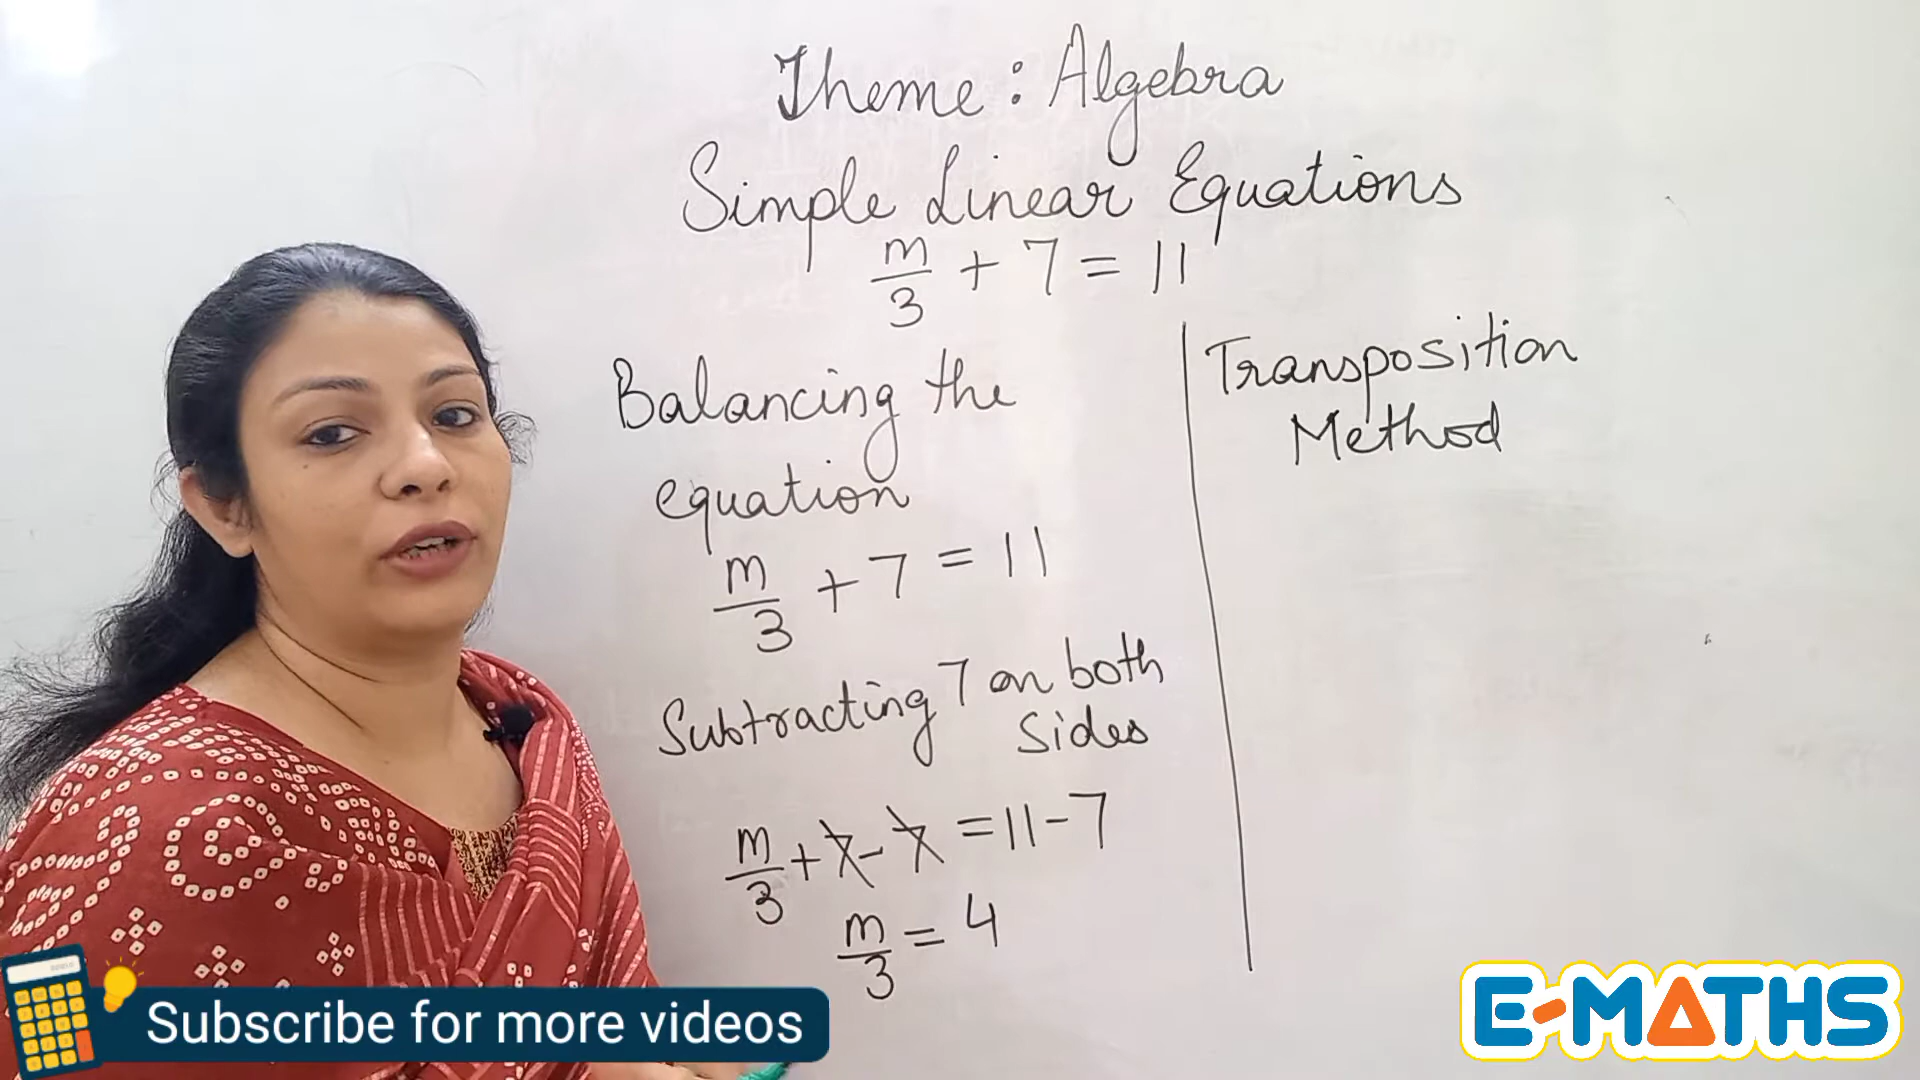 Theme: Algebra
Simple Linear Equations
m/3 + 7 = 11
Balancing the
equation
m/3 + 7 = 11
Subtracting 7 on both
sides
m/3 + 7 - 7 = 11 - 7
m/3 = 4
Transposition
Method
Subscribe for more videos
E-MATHS